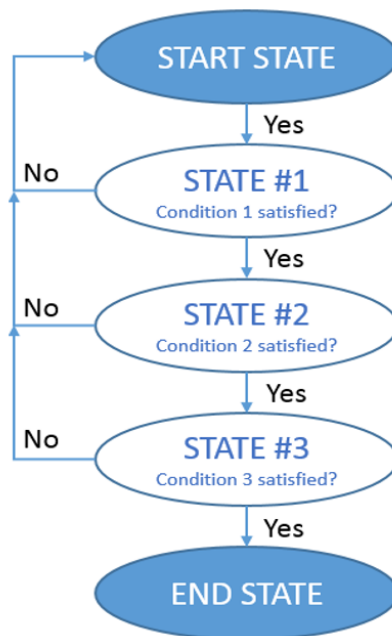 START STATE
Yes
No
STATE #1
Condition 1 satisfied?
Yes
No
STATE #2
Condition 2 satisfied?
Yes
No
STATE #3
Condition 3 satisfied?
Yes
END STATE